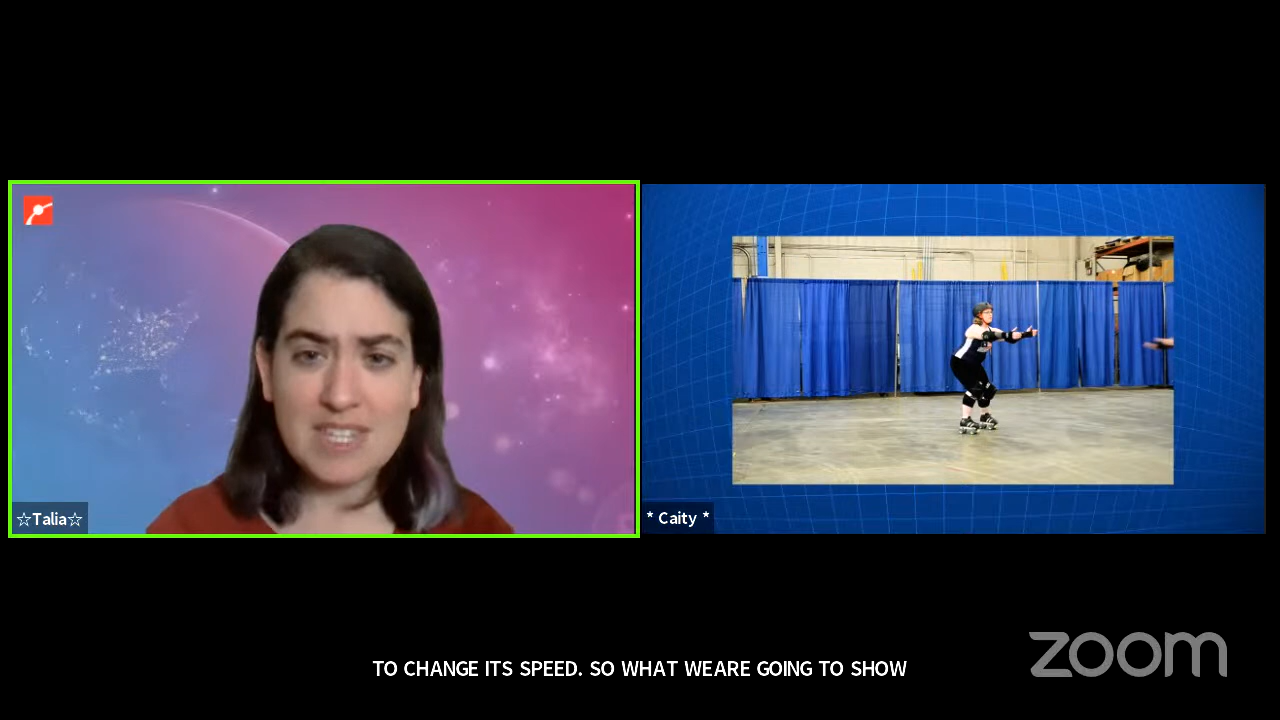 ☆Talia☆
* Caity *
TO CHANGE ITS SPEED. SO WHAT WEARE GOING TO SHOW
zoom